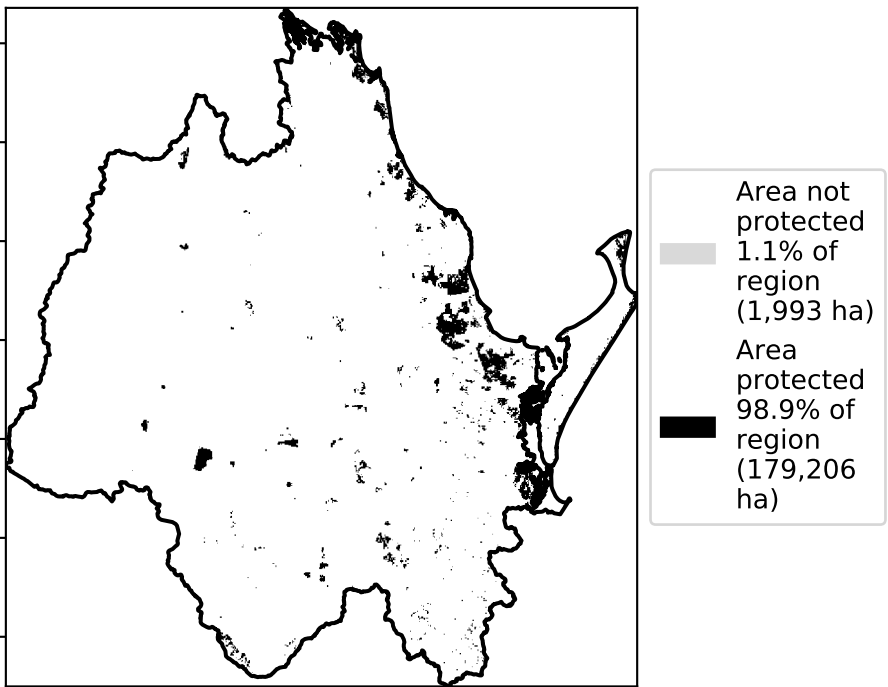 Area not
protected
1.1% of
region
(1,993 ha)
Area
protected
98.9% of
region
(179,206
ha)